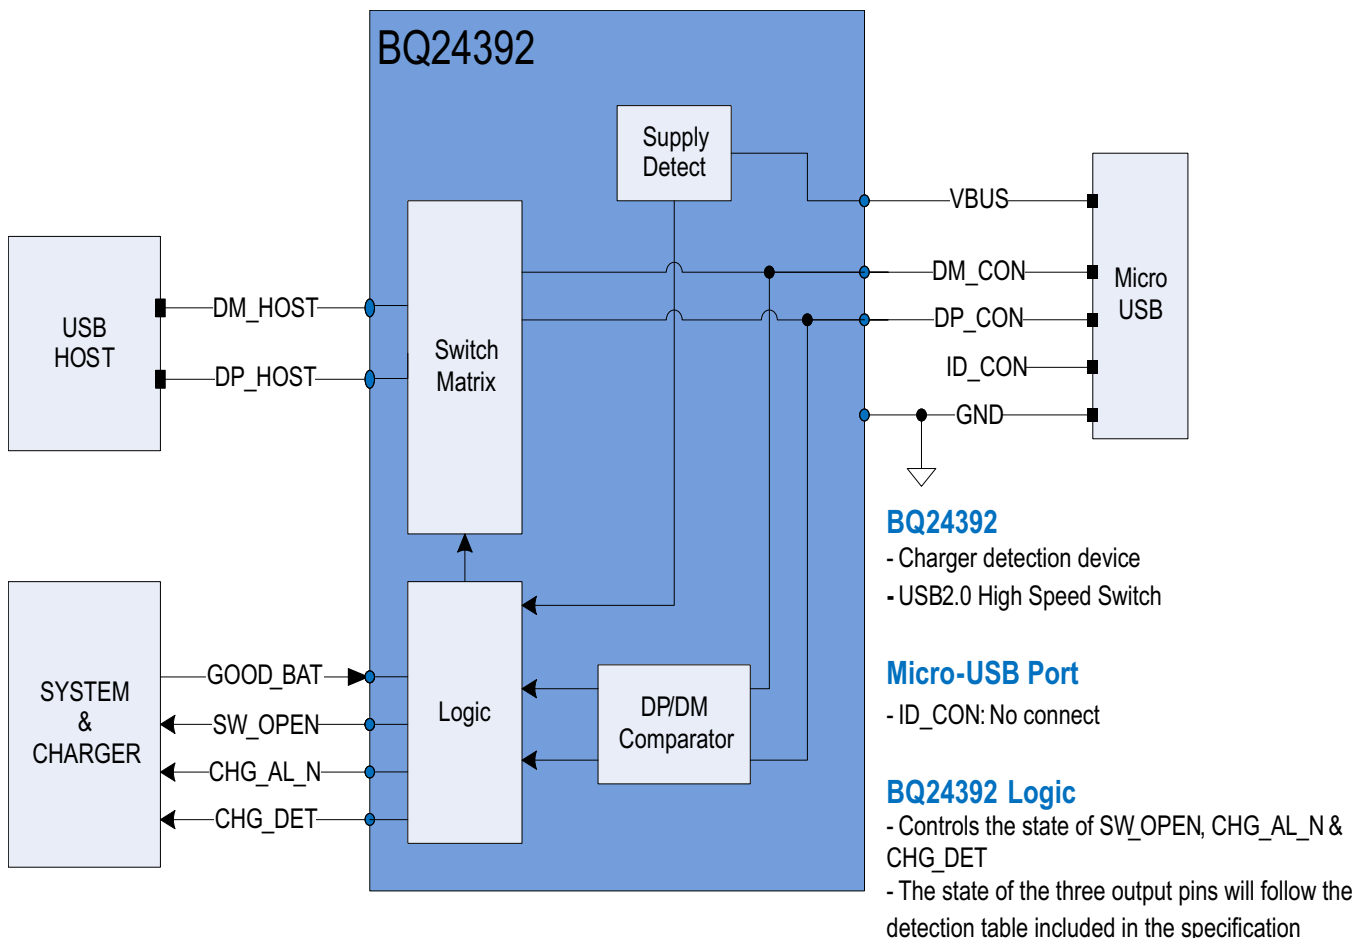 BQ24392
Supply
Detect
VBUS
DM_CON
DP_CON
ID_CON
GND
Micro
USB
USB
HOST
DM_HOST
DP_HOST
Switch
Matrix
SYSTEM
&
CHARGER
GOOD_BAT
SW_OPEN
CHG_AL_N
CHG_DET
Logic
DP/DM
Comparator
BQ24392
- Charger detection device
- USB2.0 High Speed Switch
Micro-USB Port
- ID_CON: No connect
BQ24392 Logic
- Controls the state of SW_OPEN, CHG_AL_N &
CHG_DET
- The state of the three output pins will follow the
detection table included in the specification